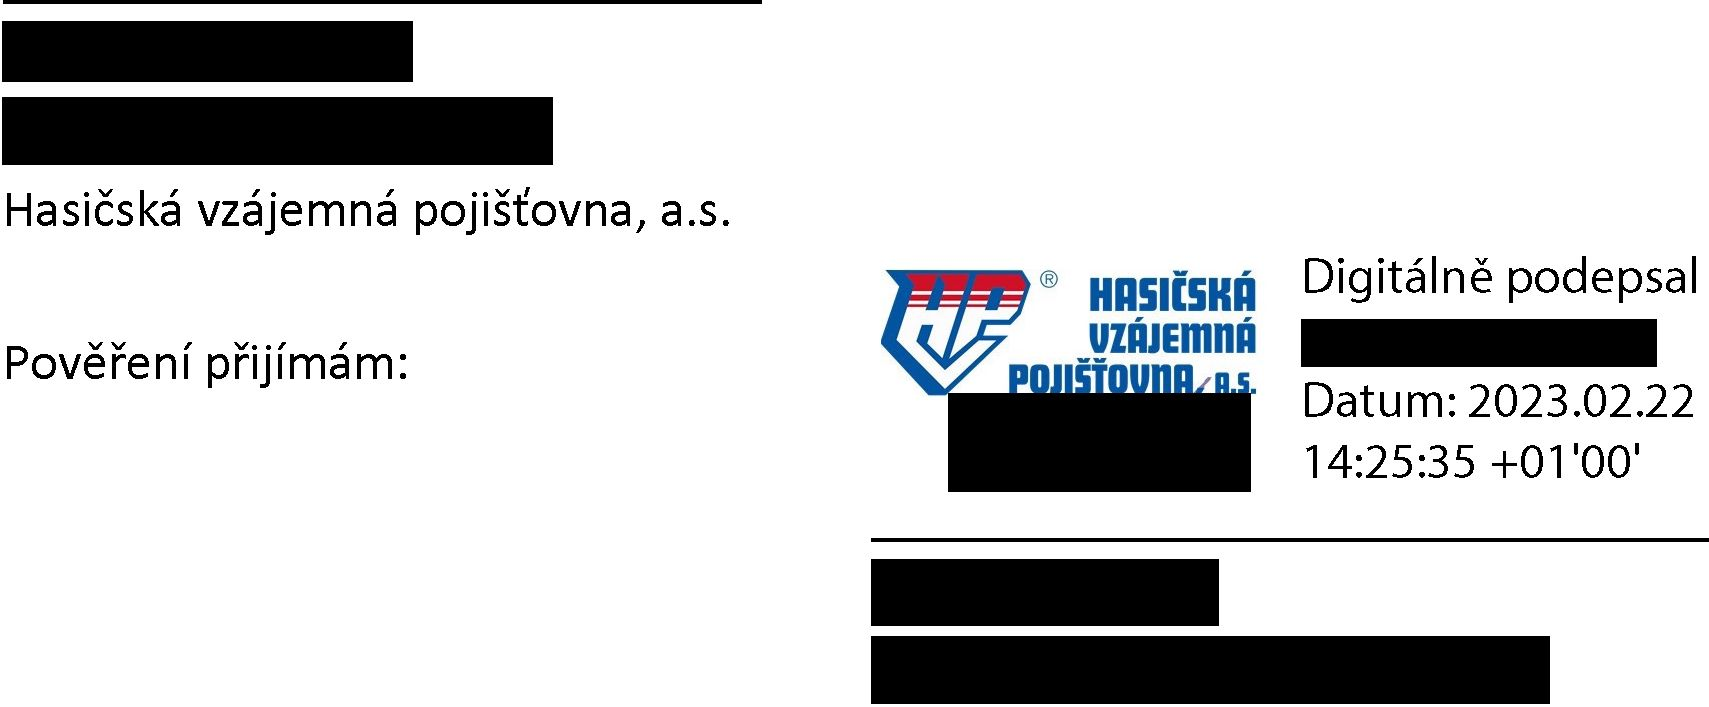 Hasičská vzájemná pojišťovna, a.s.
Pověření přijímám:
HP ®
HASIČSKÁ
VZÁJEMNÁ
POJIŠŤOVNA, A.S.
Digitálně podepsal
Datum: 2023.02.22
14:25:35 +01'00'